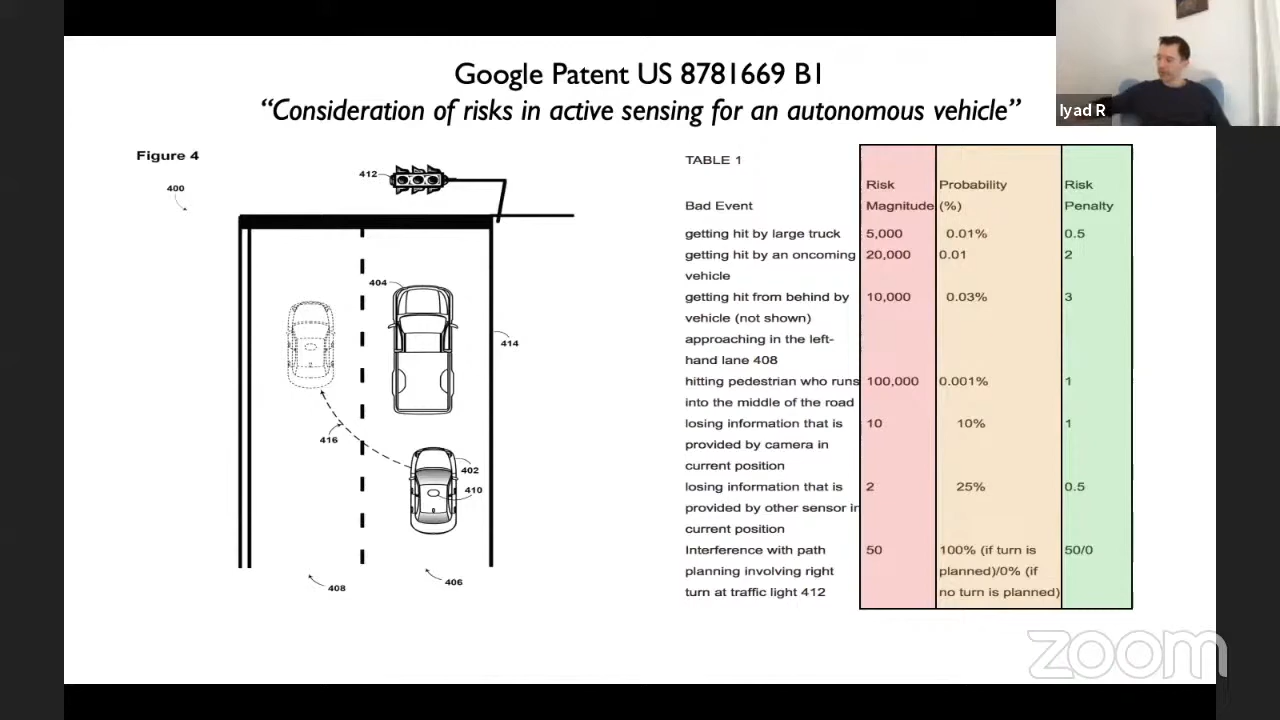 Google Patent US 8781669 B1
“Consideration of risks in active sensing for an autonomous vehicle”
Iyad R
Figure 4
400
412
404
414
416
402
410
408
406
TABLE 1
Bad Event Risk Magnitude Probability (%) Risk Penalty
getting hit by large truck 5,000 0.01% 0.5
getting hit by an oncoming 20,000 0.01 2
vehicle
getting hit from behind by 10,000 0.03% 3
vehicle (not shown)
approaching in the left-
hand lane 408
hitting pedestrian who runs 100,000 0.001% 1
into the middle of the road
losing information that is 10 10% 1
provided by camera in
current position
losing information that is 2 25% 0.5
provided by other sensor in
current position
Interference with path 50 100% (if turn is 50/0
planning involving right planned)/0% (if
turn at traffic light 412 no turn is planned)
zoom